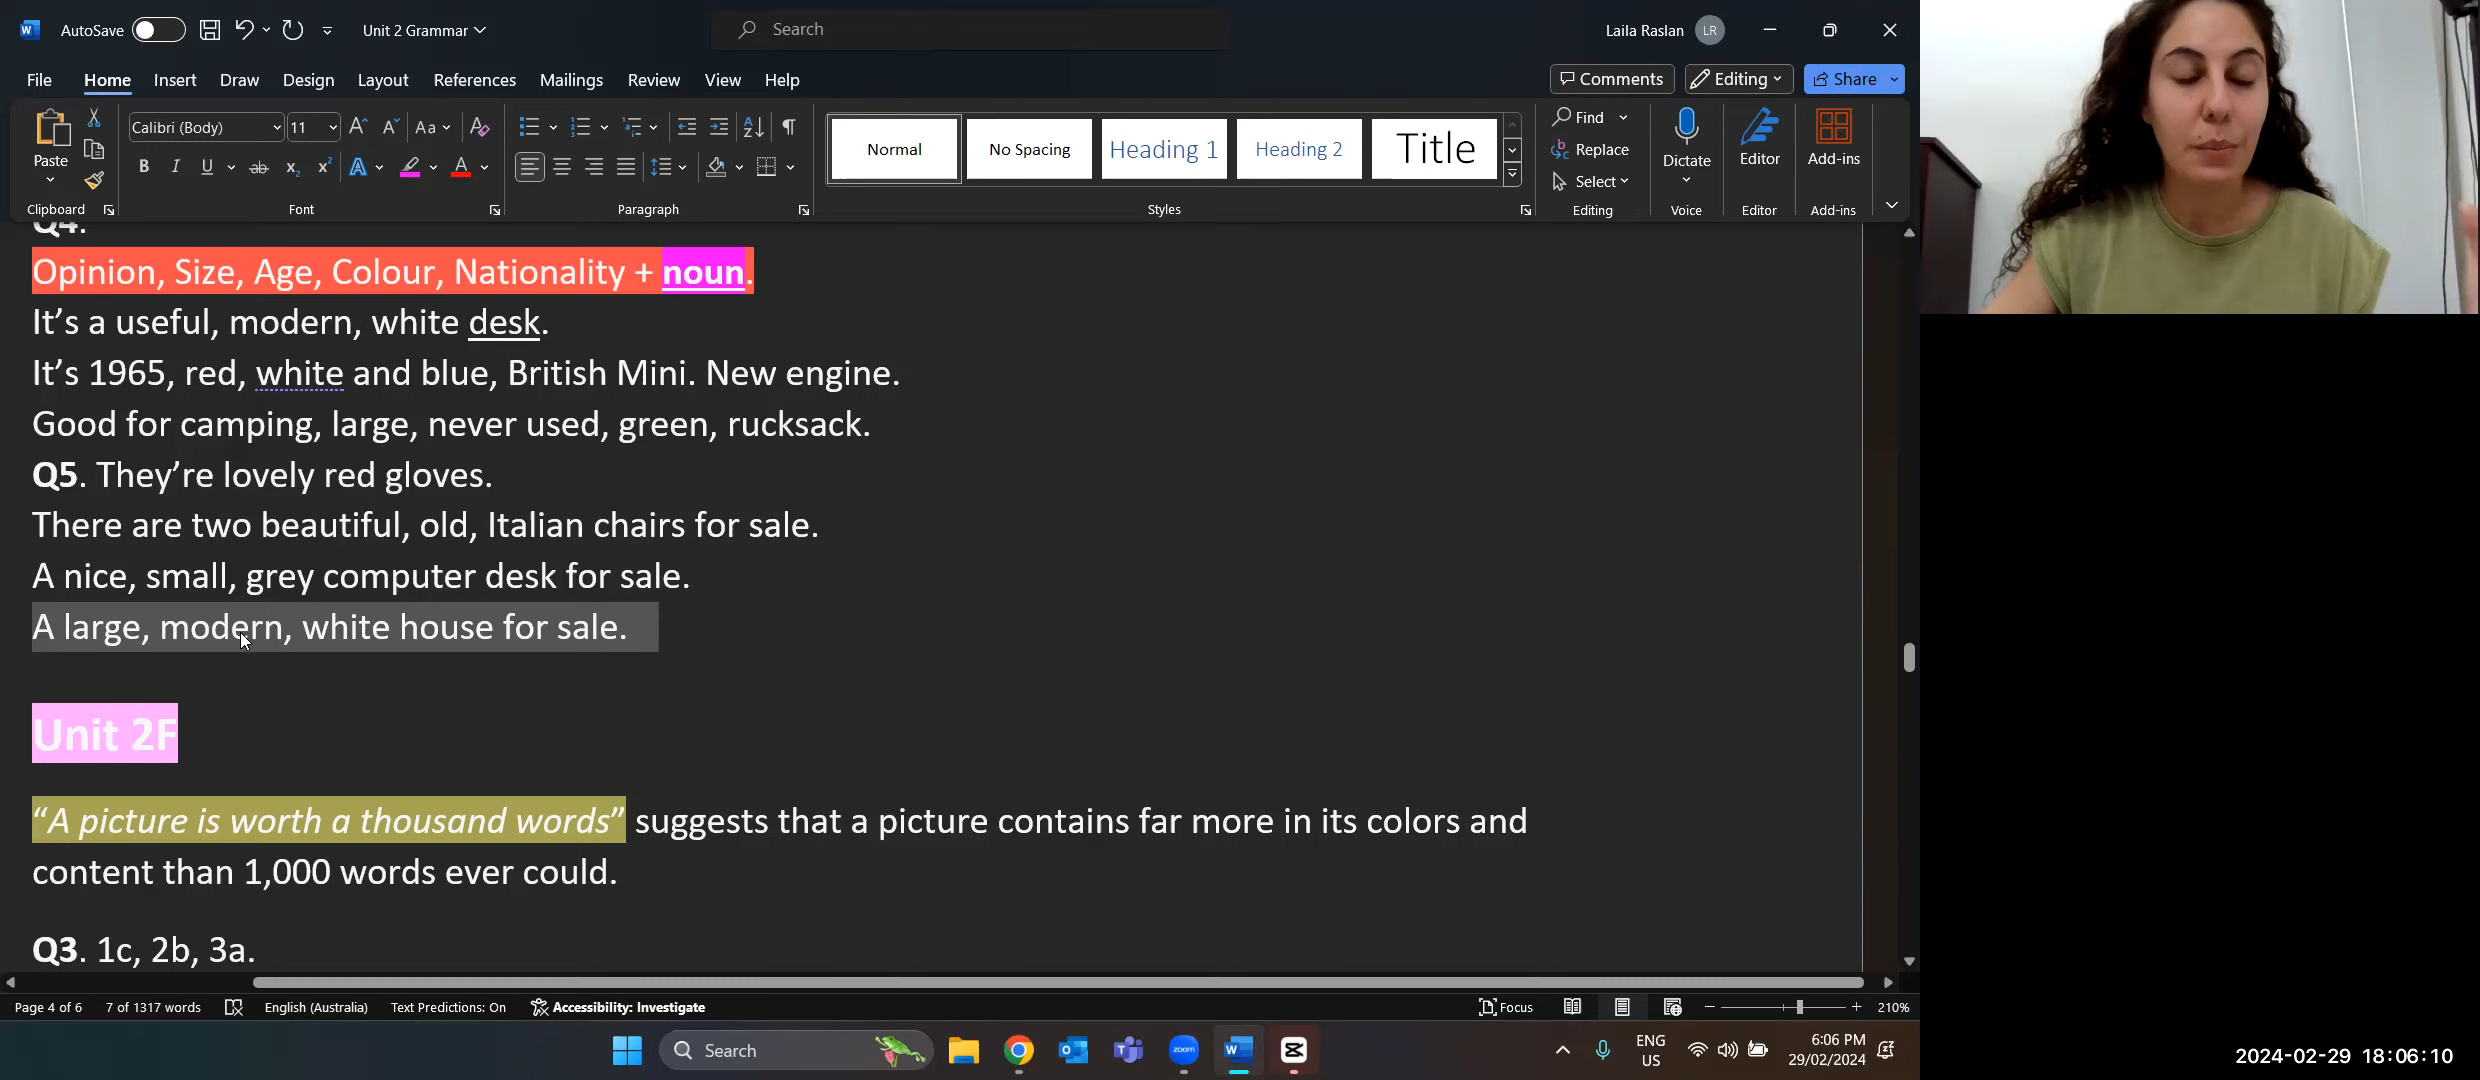 W AutoSave Unit 2 Grammar Search Laila Raslan LR
File Home Insert Draw Design Layout References Mailings Review View Help Comments Editing Share
Paste
Clipboard
Calibri (Body) 11 A A Aa
B I U ab x2 x2 A A
Font
Paragraph
Normal No Spacing Heading 1 Heading 2 Title
Styles
Find
Replace
Select
Editing
Dictate
Voice
Editor
Editor
Add-ins
Add-ins
Q4.
Opinion, Size, Age, Colour, Nationality + noun.
It’s a useful, modern, white desk.
It’s 1965, red, white and blue, British Mini. New engine.
Good for camping, large, never used, green, rucksack.
Q5. They’re lovely red gloves.
There are two beautiful, old, Italian chairs for sale.
A nice, small, grey computer desk for sale.
A large, modern, white house for sale.
Unit 2F
“A picture is worth a thousand words” suggests that a picture contains far more in its colors and
content than 1,000 words ever could.
Q3. 1c, 2b, 3a.
Page 4 of 6 7 of 1317 words English (Australia) Text Predictions: On Accessibility: Investigate Focus 210%
Search zoom W ENG US 6:06 PM 29/02/2024
2024-02-29 18:06:10